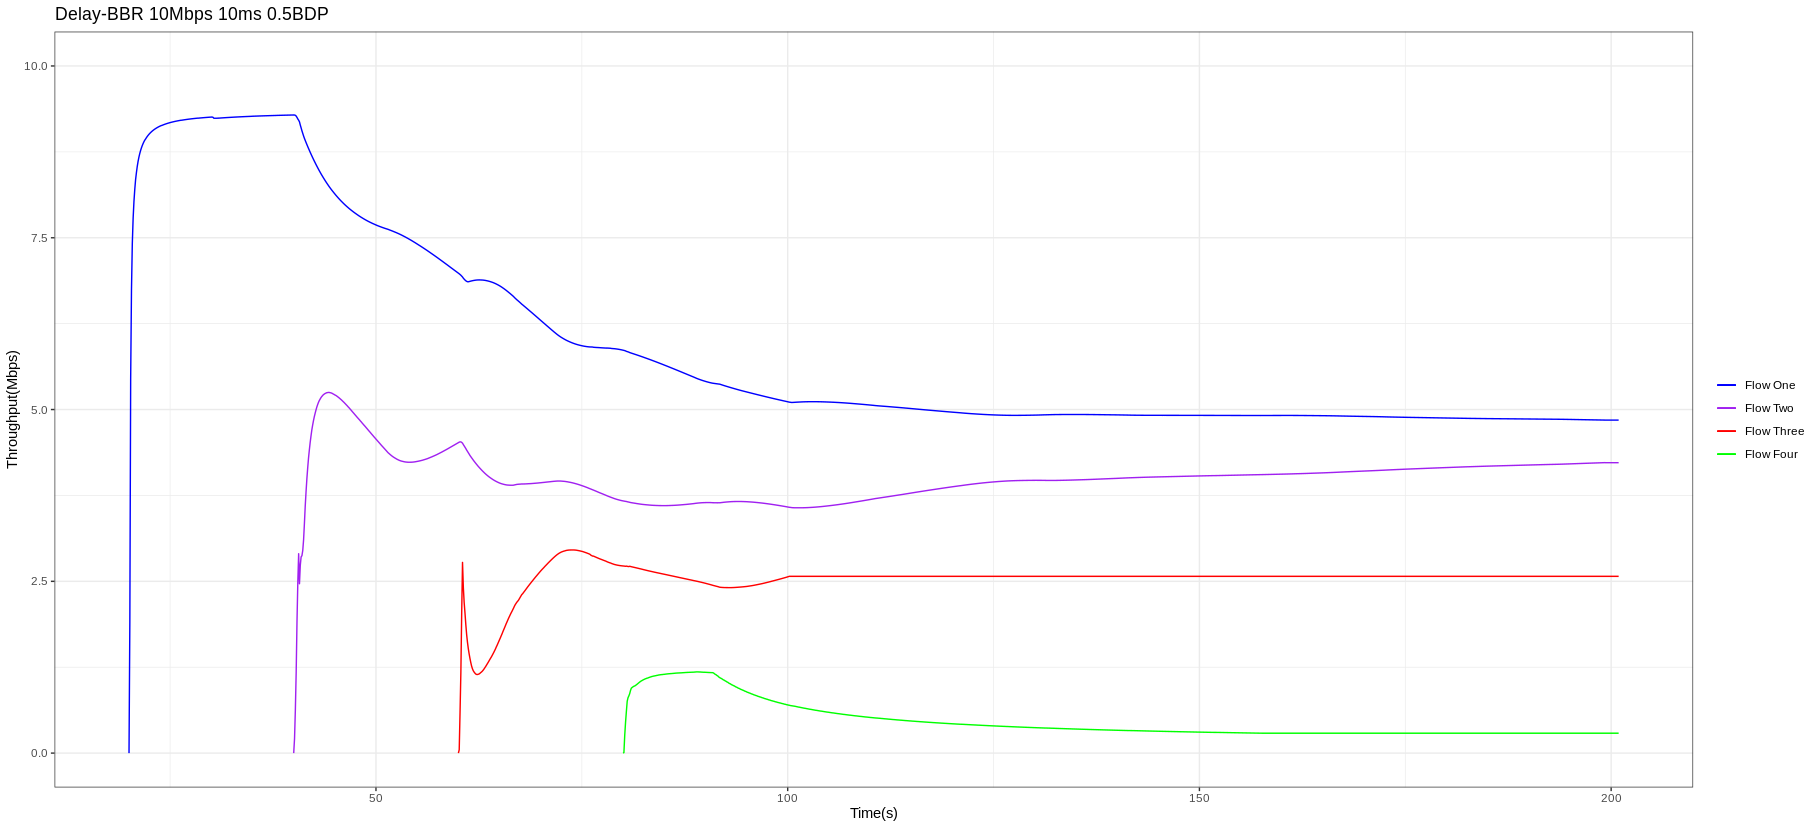 Delay-BBR 10Mbps 10ms 0.5BDP
10.0
7.5
5.0
2.5
0.0
Throughput(Mbps)
50
100
150
200
Time(s)
Flow One
Flow Two
Flow Three
Flow Four